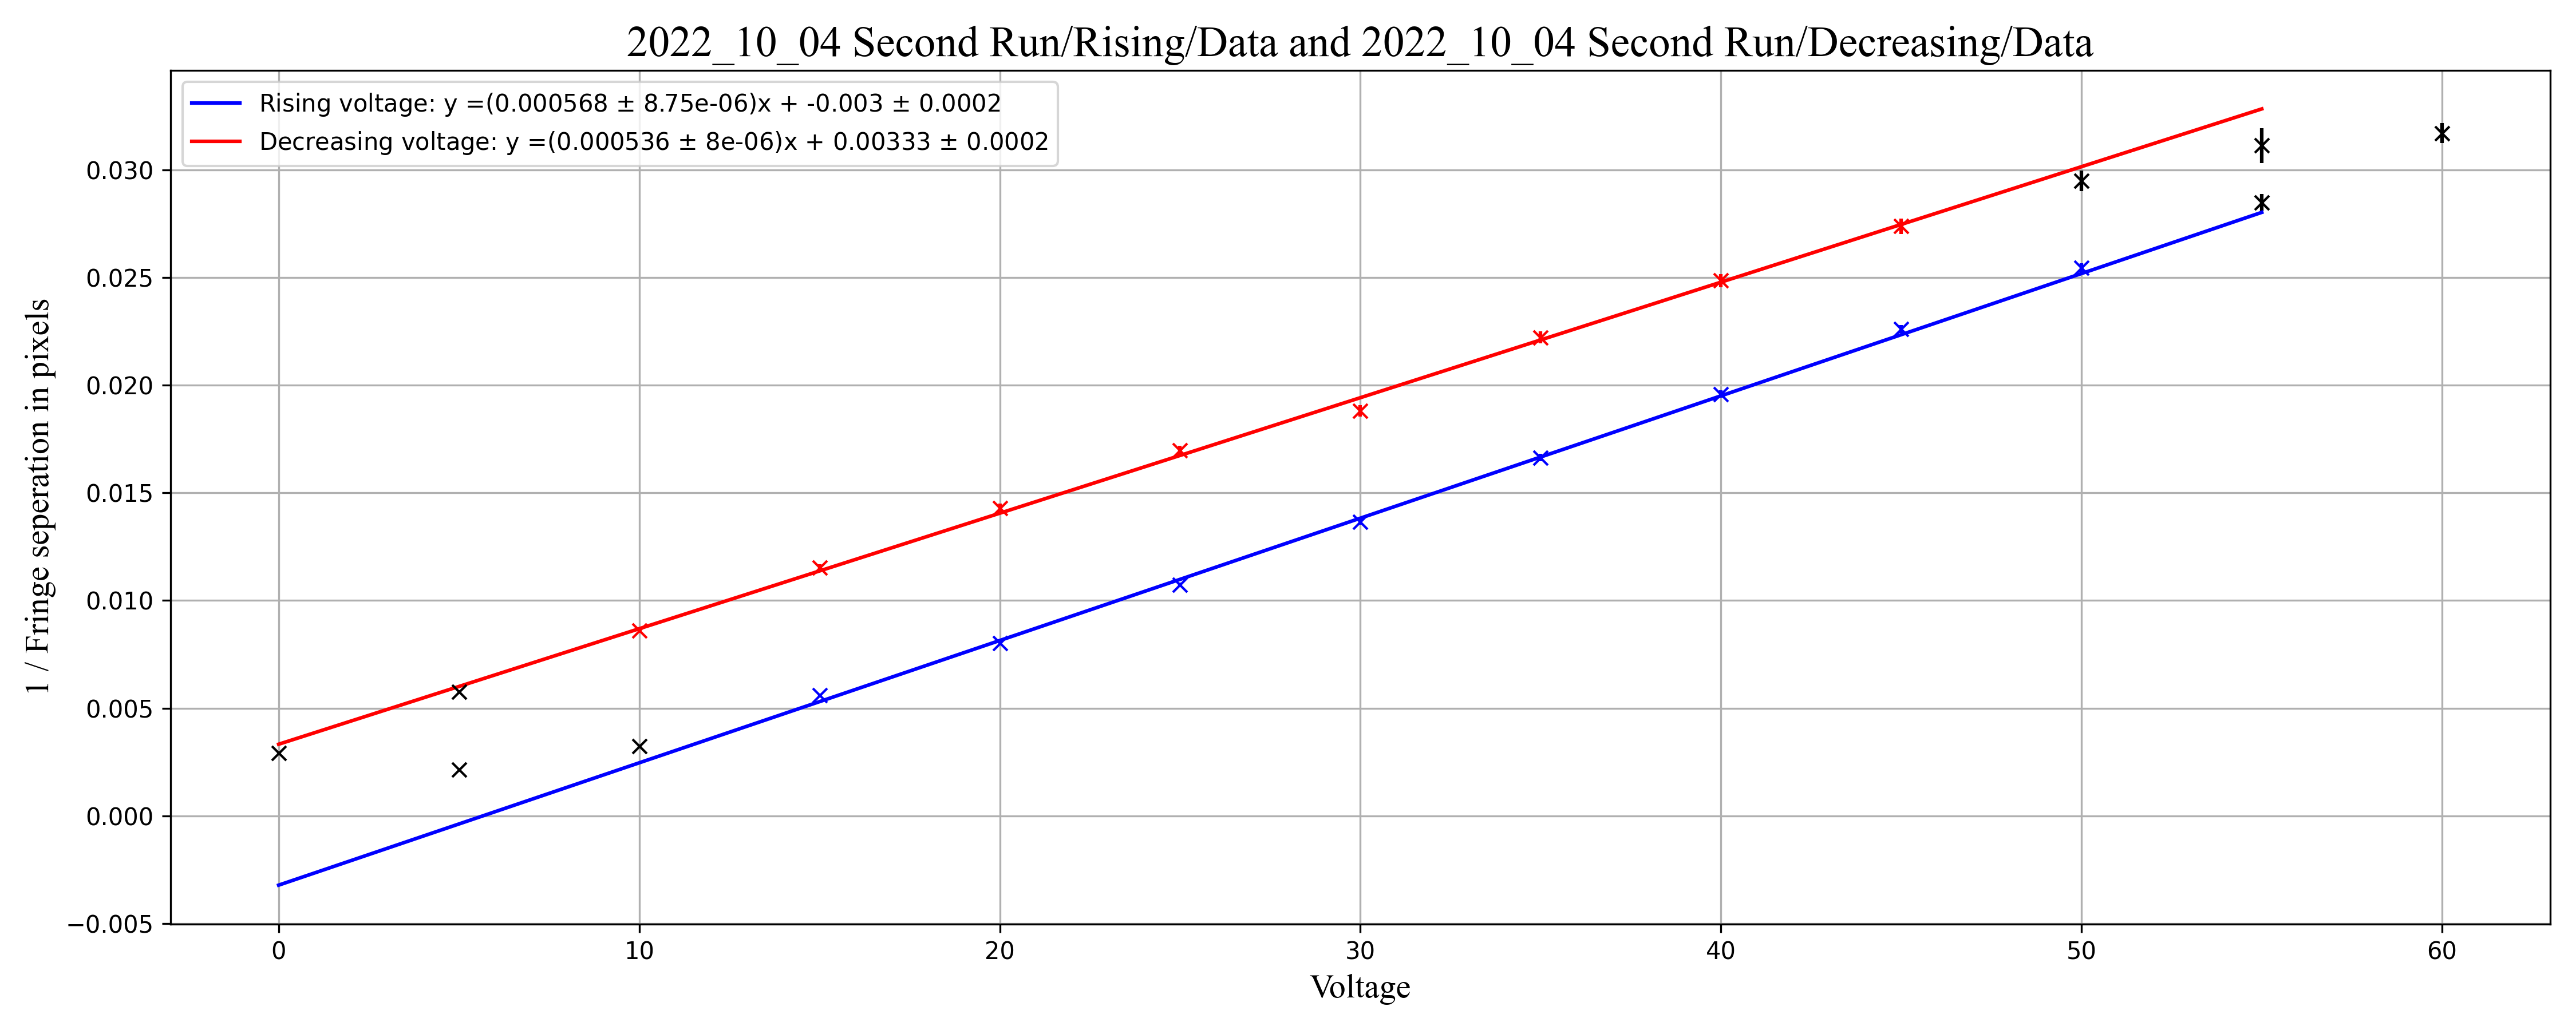 2022_10_04 Second Run/Rising/Data and 2022_10_04 Second Run/Decreasing/Data
Rising voltage: y =(0.000568 ± 8.75e-06)x + -0.003 ± 0.0002
Decreasing voltage: y =(0.000536 ± 8e-06)x + 0.00333 ± 0.0002
1 / Fringe seperation in pixels
0.030
0.025
0.020
0.015
0.010
0.005
0.000
−0.005
0 10 20 30 40 50 60
Voltage